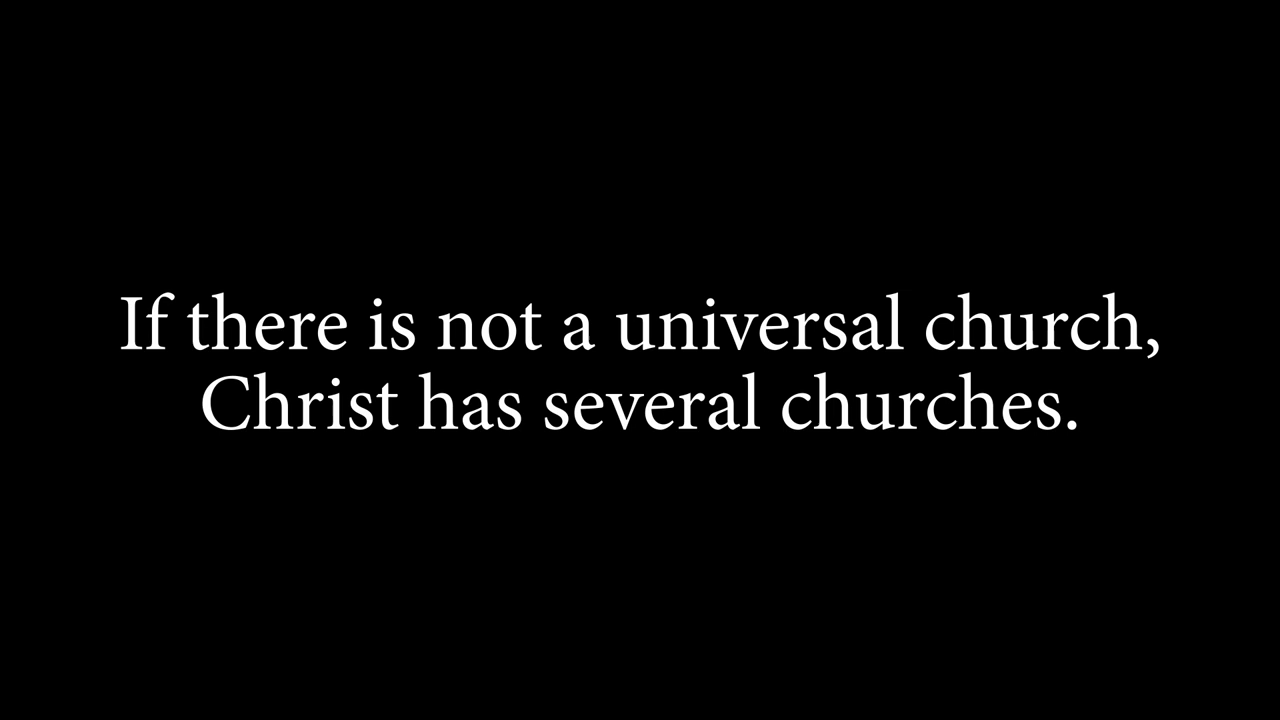 If there is not a universal church,
Christ has several churches.